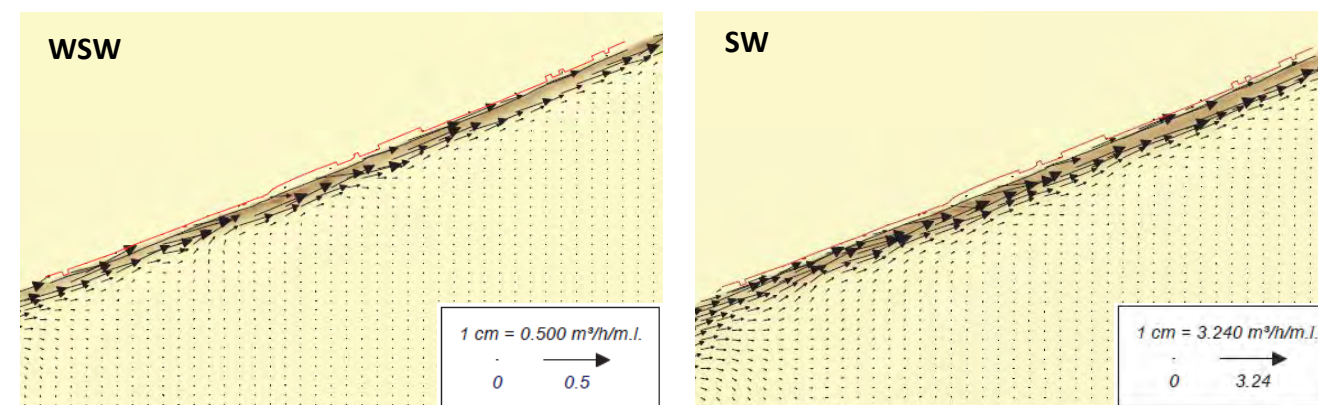 WSW
1 cm = 0.500 m³/h/m.l.
0 0.5
SW
1 cm = 3.240 m³/h/m.l.
0 3.24